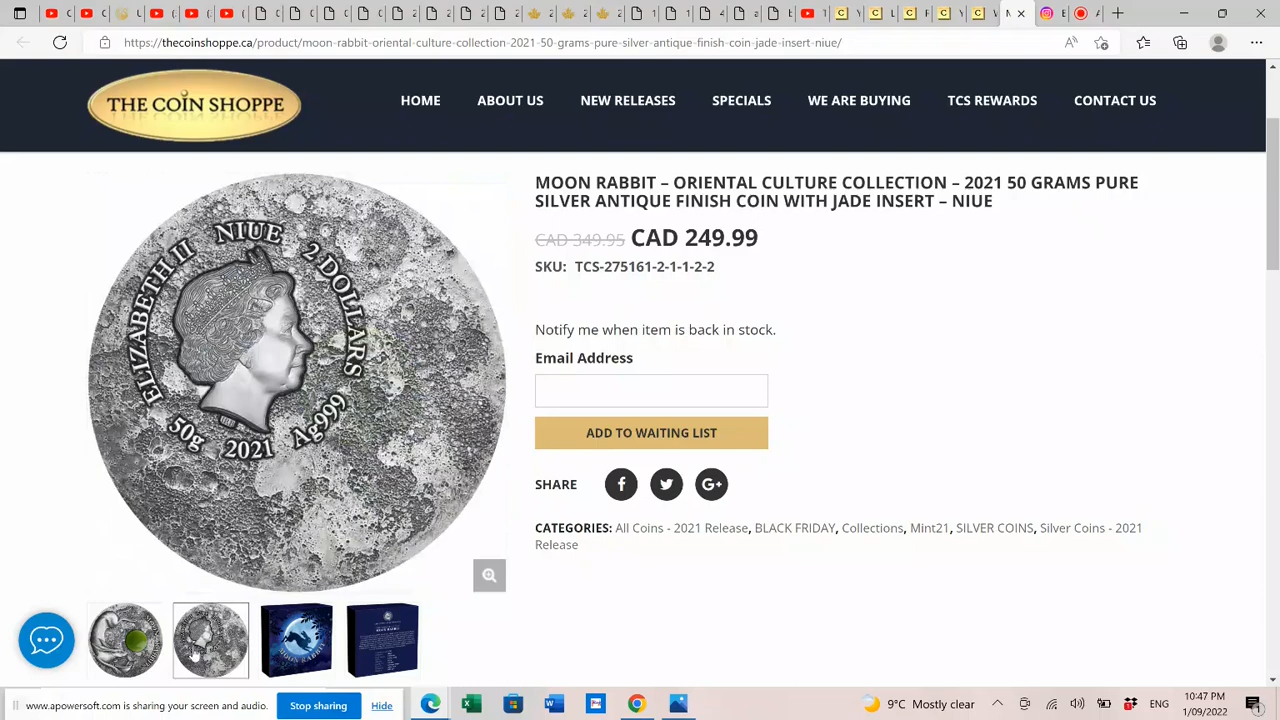 https://thecoinshoppe.ca/product/moon-rabbit-oriental-culture-collection-2021-50-grams-pure-silver-antique-finish-coin-jade-insert-niue/
THE COIN SHOPPE
HOME
ABOUT US
NEW RELEASES
SPECIALS
WE ARE BUYING
TCS REWARDS
CONTACT US
ELIZABETH II NIUE 2 DOLLARS
50g 2021 Ag999
MOON RABBIT – ORIENTAL CULTURE COLLECTION – 2021 50 GRAMS PURE
SILVER ANTIQUE FINISH COIN WITH JADE INSERT – NIUE
CAD 349.95 CAD 249.99
SKU: TCS-275161-2-1-1-2-2
Notify me when item is back in stock.
Email Address
ADD TO WAITING LIST
SHARE
CATEGORIES: All Coins - 2021 Release, BLACK FRIDAY, Collections, Mint21, SILVER COINS, Silver Coins - 2021
Release
MOON RABBIT
www.apowersoft.com is sharing your screen and audio.
Stop sharing
Hide
9°C Mostly clear
ENG
10:47 PM
1/09/2022